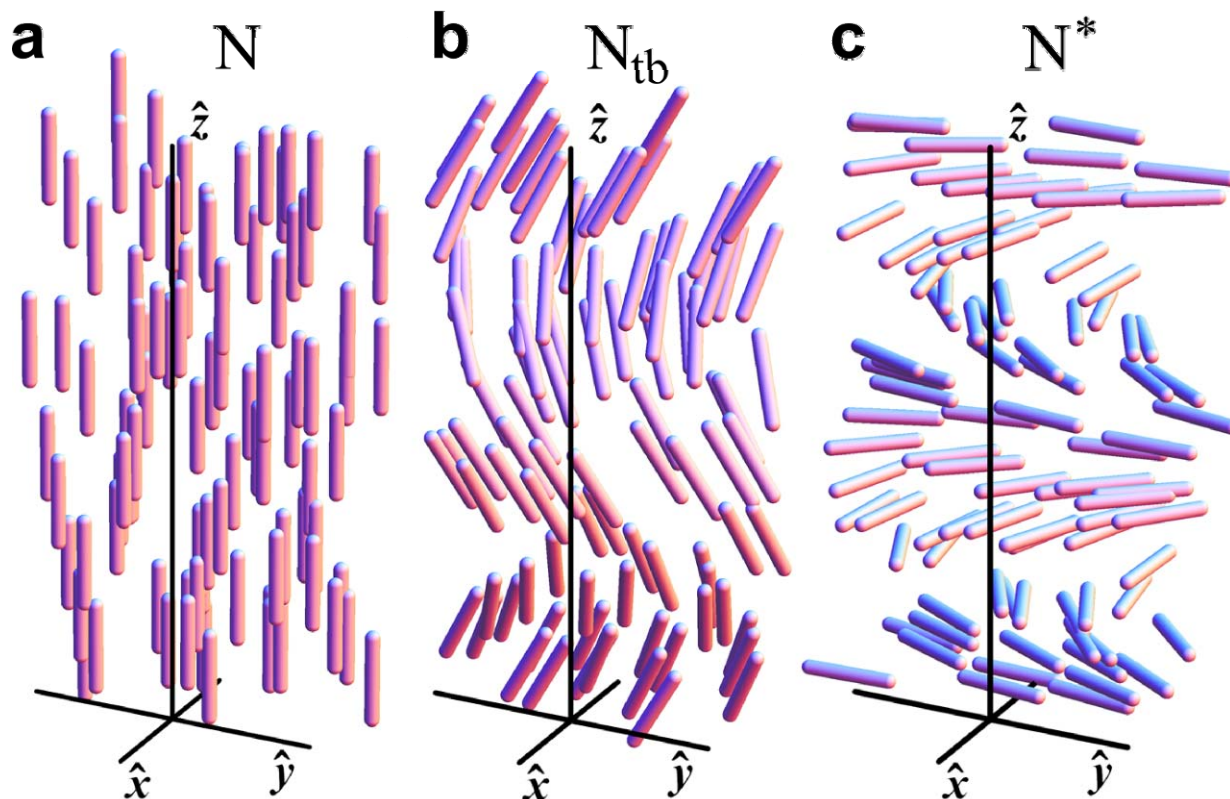 a N
ẑ
x̂ ŷ
b N_tb
ẑ
x̂ ŷ
c N*
ẑ
x̂ ŷ